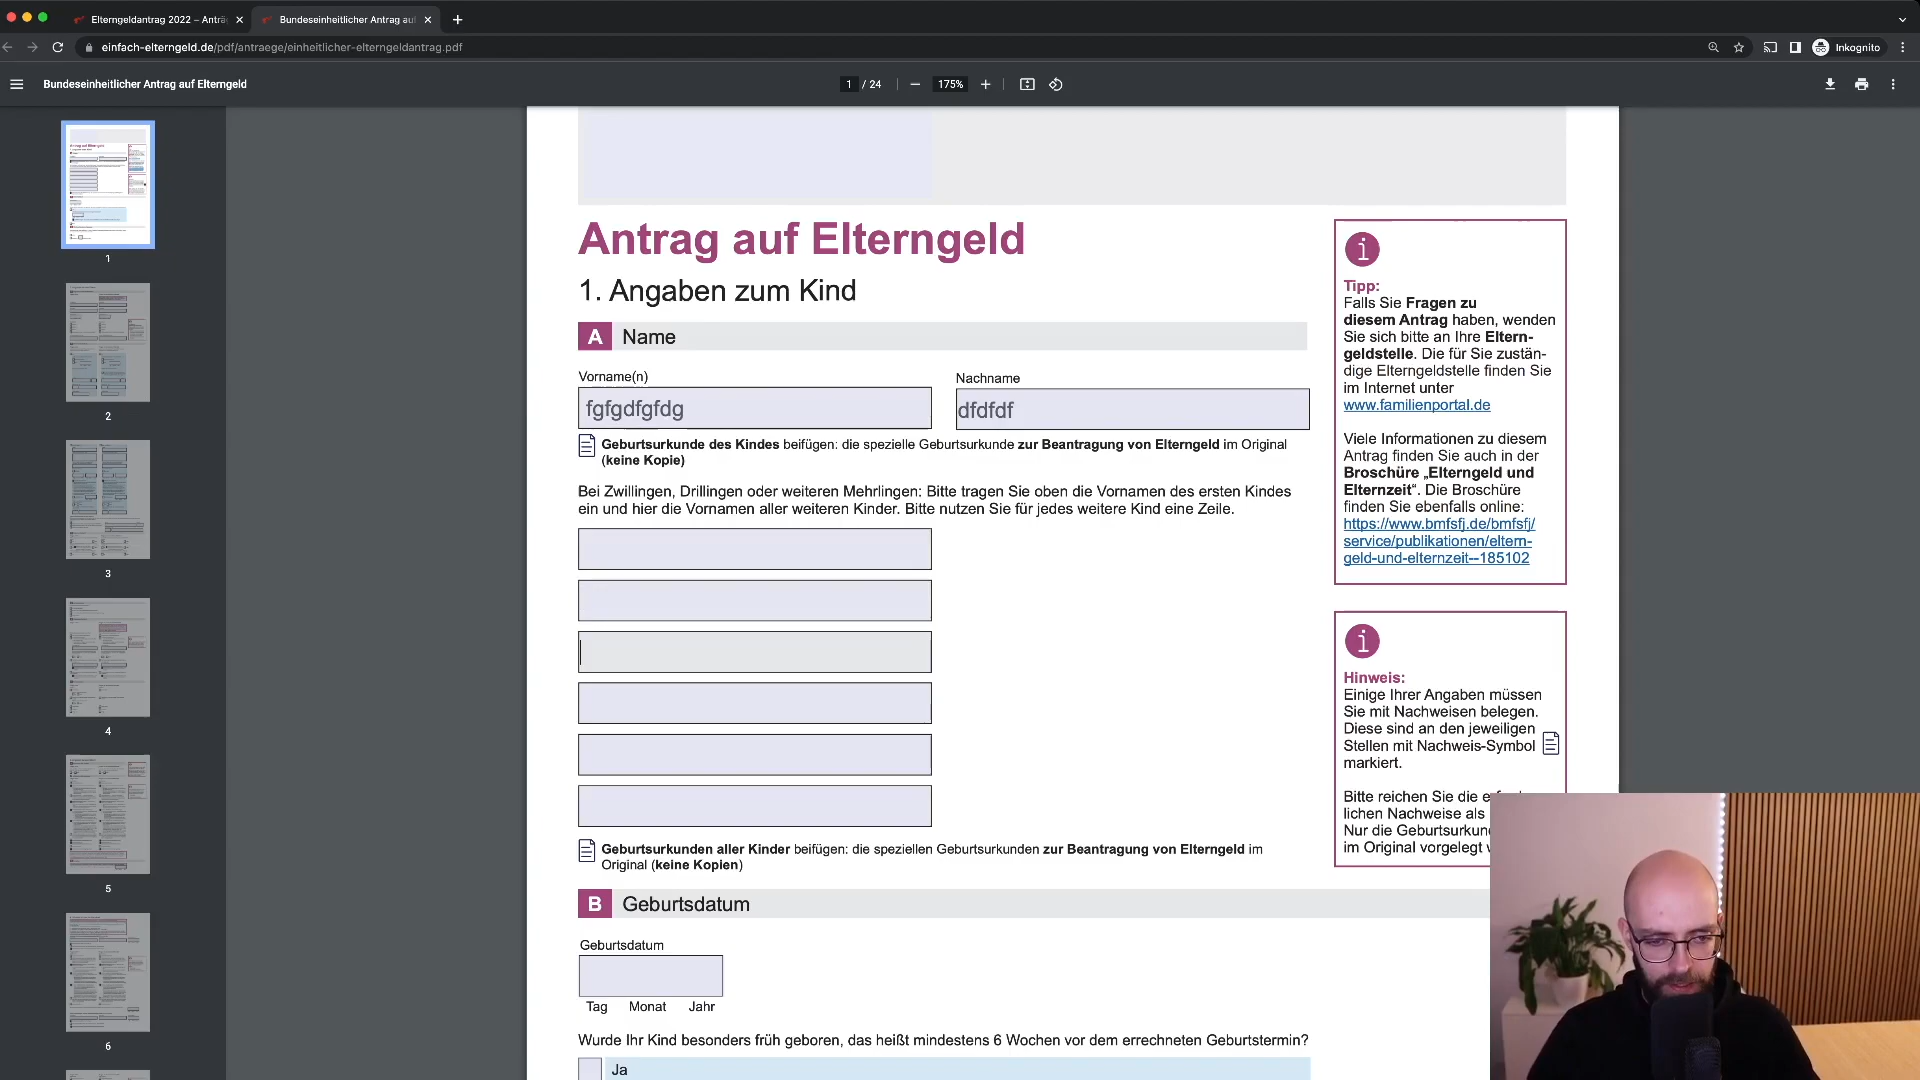 Elterngeldantrag 2022 – Anträg
Bundeseinheitlicher Antrag auf
einfach-elterngeld.de/pdf/antraege/einheitlicher-elterngeldantrag.pdf
Inkognito
Bundeseinheitlicher Antrag auf Elterngeld
1 / 24
175%
Antrag auf Elterngeld
1. Angaben zum Kind
A Name
Vorname(n)
Nachname
fgfgdfgfdg
dfdfdf
Geburtsurkunde des Kindes beifügen: die spezielle Geburtsurkunde zur Beantragung von Elterngeld im Original
(keine Kopie)
Bei Zwillingen, Drillingen oder weiteren Mehrlingen: Bitte tragen Sie oben die Vornamen des ersten Kindes
ein und hier die Vornamen aller weiteren Kinder. Bitte nutzen Sie für jedes weitere Kind eine Zeile.
Geburtsurkunden aller Kinder beifügen: die speziellen Geburtsurkunden zur Beantragung von Elterngeld im
Original (keine Kopien)
B Geburtsdatum
Geburtsdatum
Tag Monat Jahr
Wurde Ihr Kind besonders früh geboren, das heißt mindestens 6 Wochen vor dem errechneten Geburtstermin?
Ja
i
Tipp:
Falls Sie Fragen zu
diesem Antrag haben, wenden
Sie sich bitte an Ihre Eltern-
geldstelle. Die für Sie zustän-
dige Elterngeldstelle finden Sie
im Internet unter
www.familienportal.de
Viele Informationen zu diesem
Antrag finden Sie auch in der
Broschüre „Elterngeld und
Elternzeit“. Die Broschüre
finden Sie ebenfalls online:
https://www.bmfsfj.de/bmfsfj/
service/publikationen/eltern-
geld-und-elternzeit--185102
i
Hinweis:
Einige Ihrer Angaben müssen
Sie mit Nachweisen belegen.
Diese sind an den jeweiligen
Stellen mit Nachweis-Symbol
markiert.
Bitte reichen Sie die
lichen Nachweise als
Nur die Geburtsurkun
im Original vorgelegt
1
2
3
4
5
6